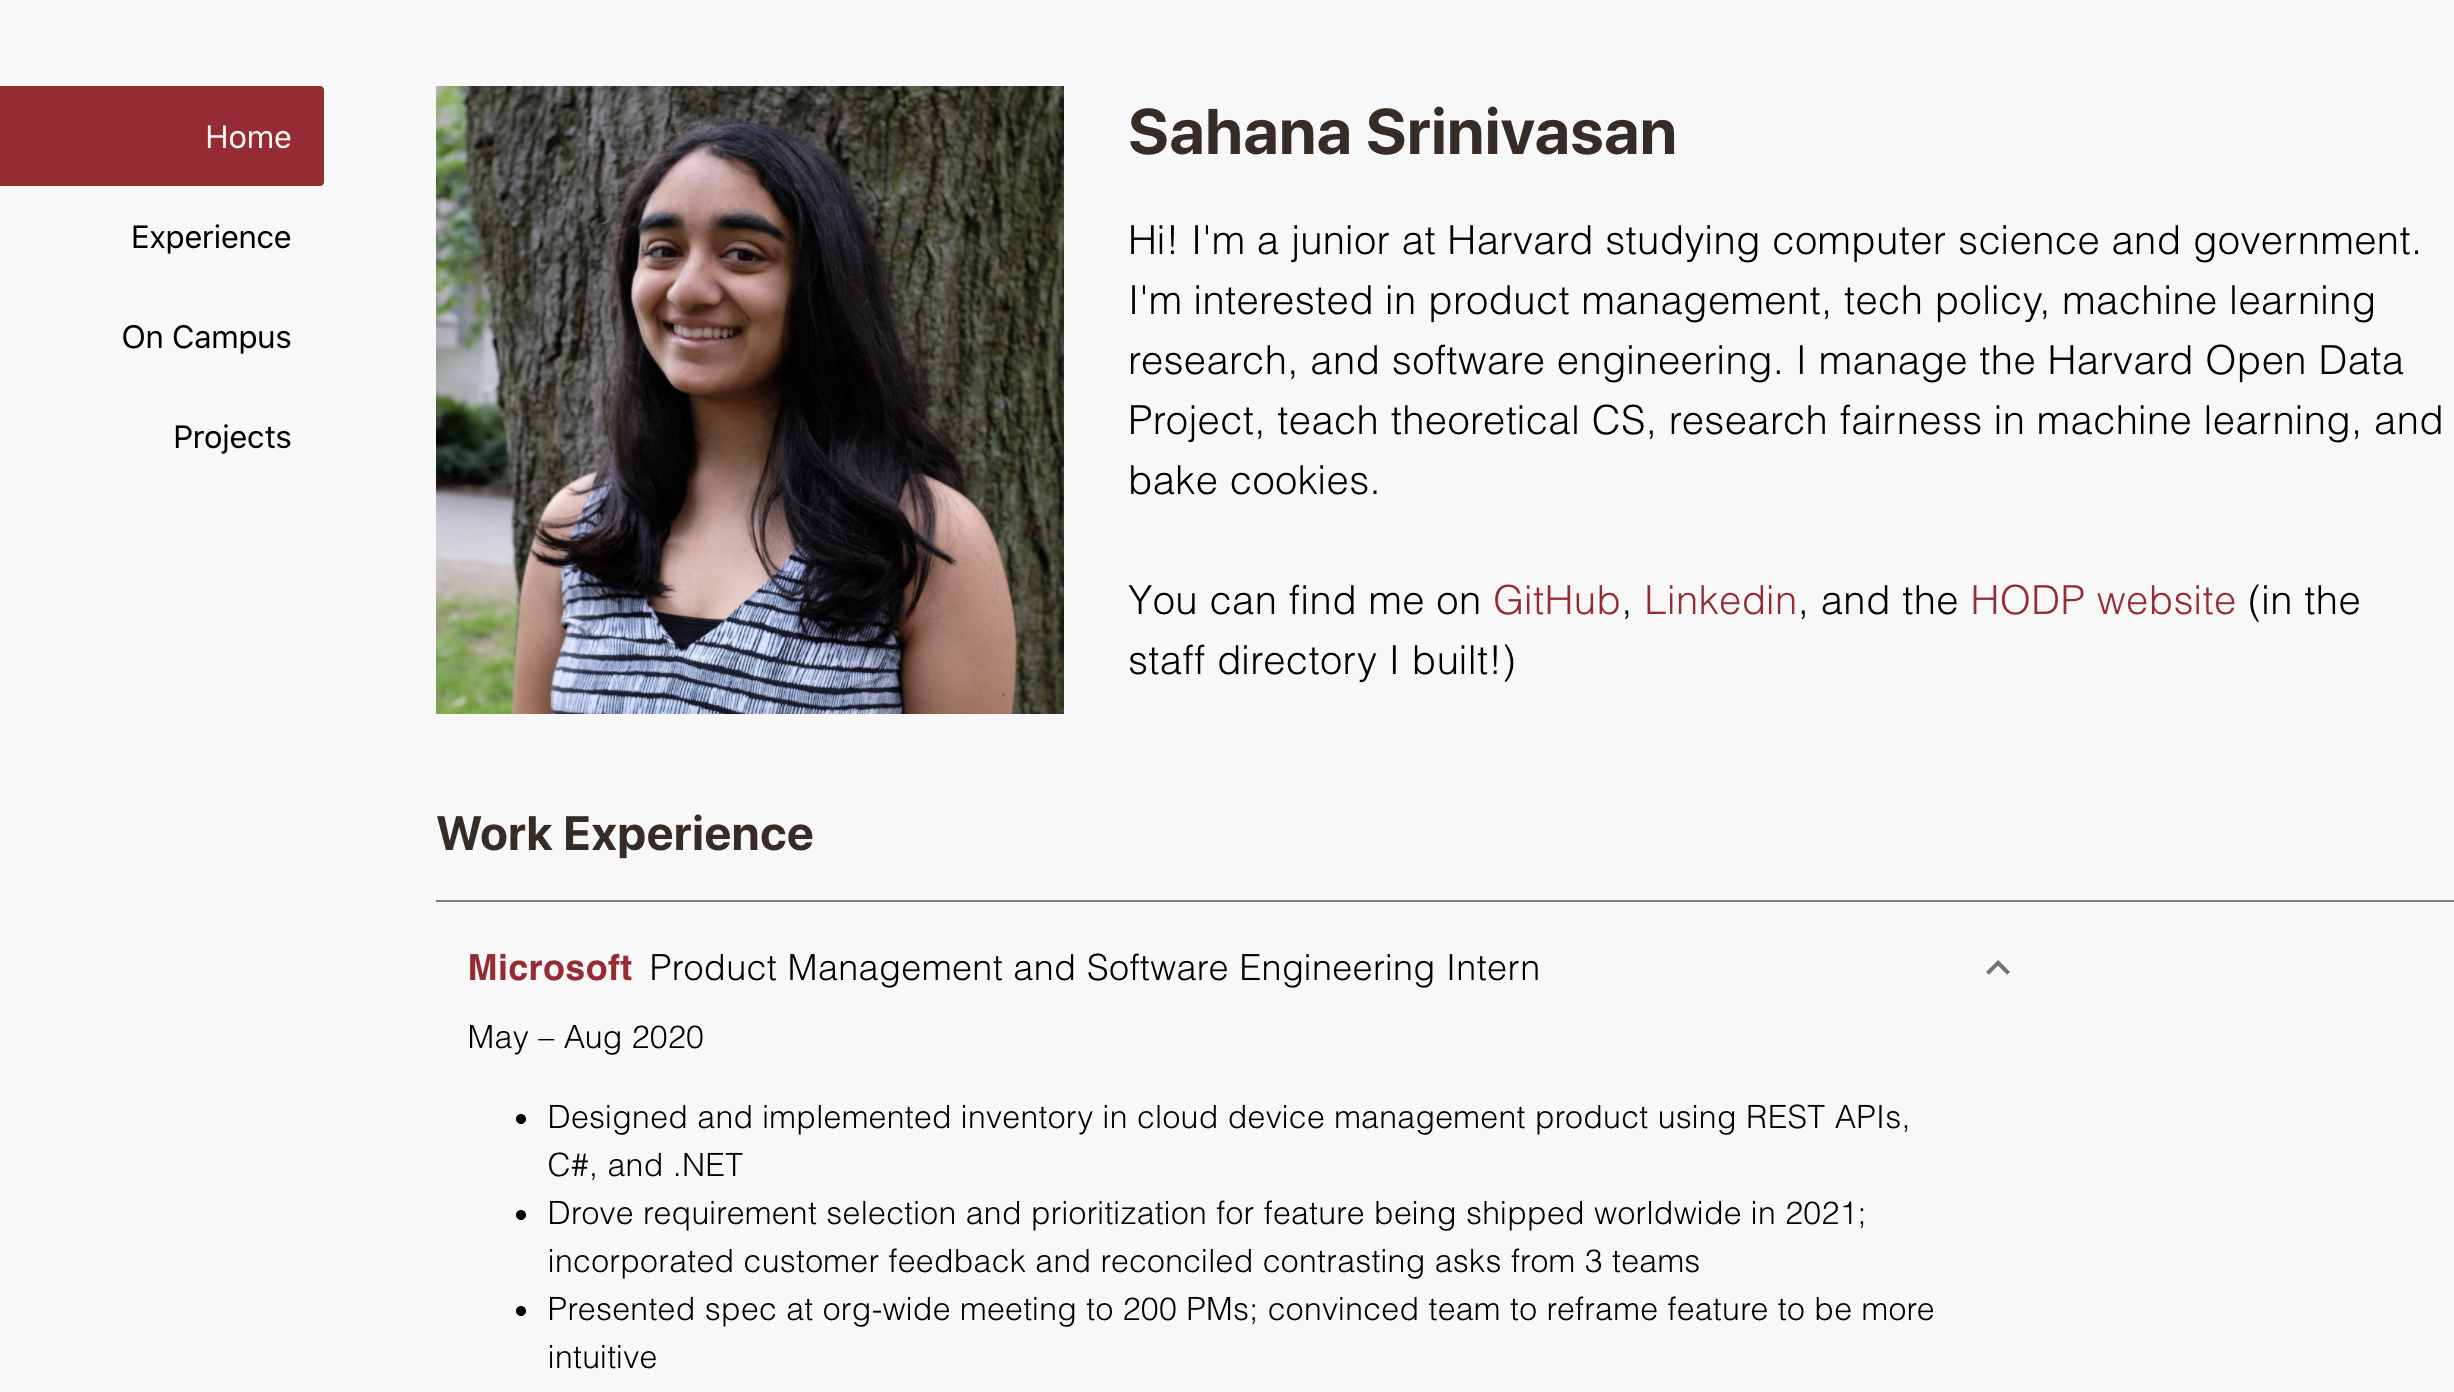 Home
Experience
On Campus
Projects
Sahana Srinivasan
Hi! I'm a junior at Harvard studying computer science and government.
I'm interested in product management, tech policy, machine learning
research, and software engineering. I manage the Harvard Open Data
Project, teach theoretical CS, research fairness in machine learning, and
bake cookies.
You can find me on GitHub, Linkedin, and the HODP website (in the
staff directory I built!)
Work Experience
Microsoft Product Management and Software Engineering Intern
May – Aug 2020
• Designed and implemented inventory in cloud device management product using REST APIs,
C#, and .NET
• Drove requirement selection and prioritization for feature being shipped worldwide in 2021;
incorporated customer feedback and reconciled contrasting asks from 3 teams
• Presented spec at org-wide meeting to 200 PMs; convinced team to reframe feature to be more
intuitive